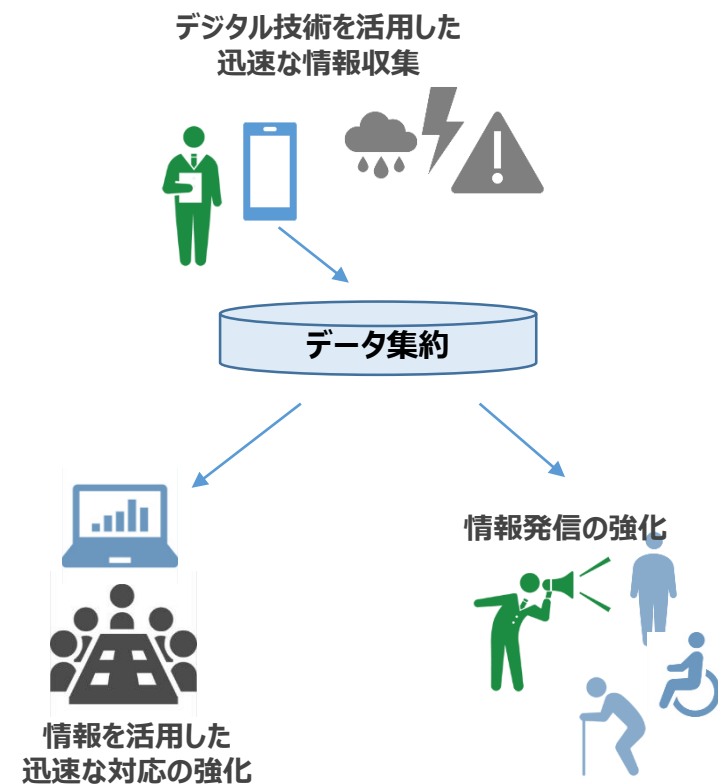 デジタル技術を活用した
迅速な情報収集
データ集約
情報発信の強化
情報を活用した
迅速な対応の強化